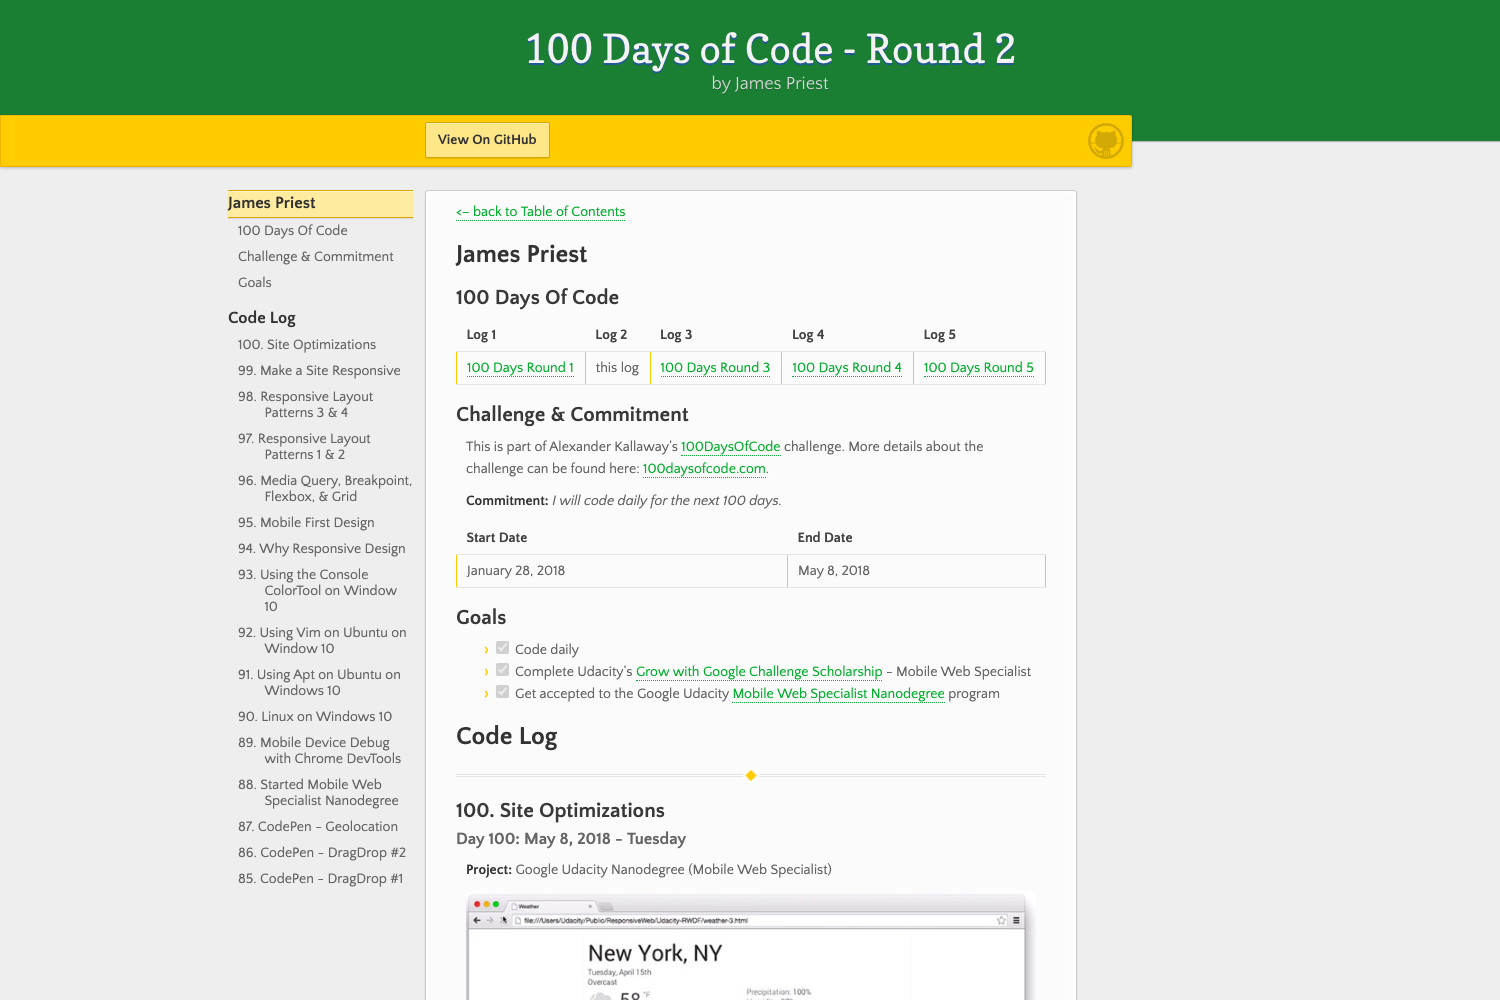 100 Days of Code - Round 2
by James Priest
View On GitHub
James Priest
100 Days Of Code
Challenge & Commitment
Goals
Code Log
100. Site Optimizations
99. Make a Site Responsive
98. Responsive Layout
Patterns 3 & 4
97. Responsive Layout
Patterns 1 & 2
96. Media Query, Breakpoint,
Flexbox, & Grid
95. Mobile First Design
94. Why Responsive Design
93. Using the Console
ColorTool on Window
10
92. Using Vim on Ubuntu on
Window 10
91. Using Apt on Ubuntu on
Windows 10
90. Linux on Windows 10
89. Mobile Device Debug
with Chrome DevTools
88. Started Mobile Web
Specialist Nanodegree
87. CodePen – Geolocation
86. CodePen – DragDrop #2
85. CodePen – DragDrop #1
<– back to Table of Contents
James Priest
100 Days Of Code
Log 1 Log 2 Log 3 Log 4 Log 5
100 Days Round 1 this log 100 Days Round 3 100 Days Round 4 100 Days Round 5
Challenge & Commitment
This is part of Alexander Kallaway's 100DaysOfCode challenge. More details about the
challenge can be found here: 100daysofcode.com.
Commitment: I will code daily for the next 100 days.
Start Date End Date
January 28, 2018 May 8, 2018
Goals
› Code daily
› Complete Udacity's Grow with Google Challenge Scholarship – Mobile Web Specialist
› Get accepted to the Google Udacity Mobile Web Specialist Nanodegree program
Code Log
100. Site Optimizations
Day 100: May 8, 2018 – Tuesday
Project: Google Udacity Nanodegree (Mobile Web Specialist)
Weather
file:///Users/Udacity/Public/ResponsiveWeb/Udacity-RWDF/weather-3.html
New York, NY
Tuesday, April 15th
Overcast
58 °F
Precipitation: 100%